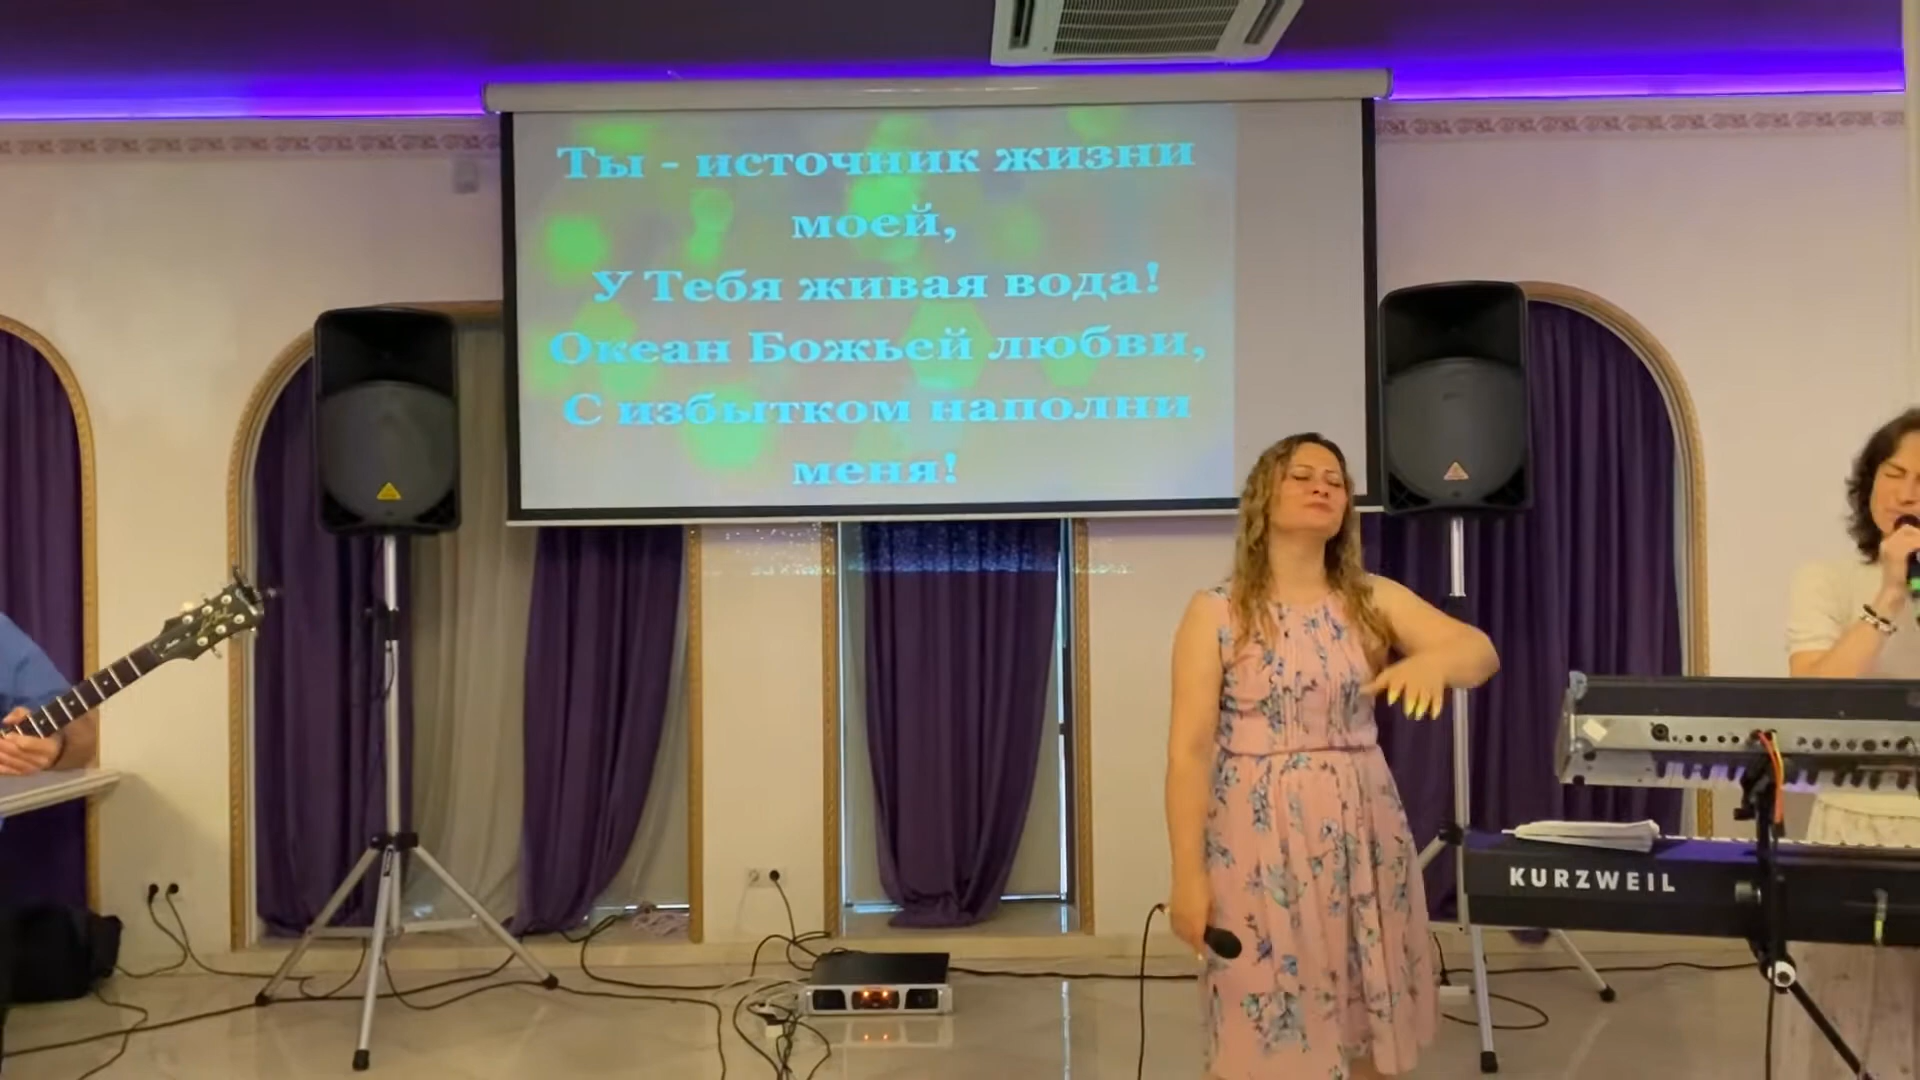 Ты - источник жизни
моей,
У Тебя живая вода!
Океан Божьей любви,
С избытком наполни
меня!
KURZWEIL